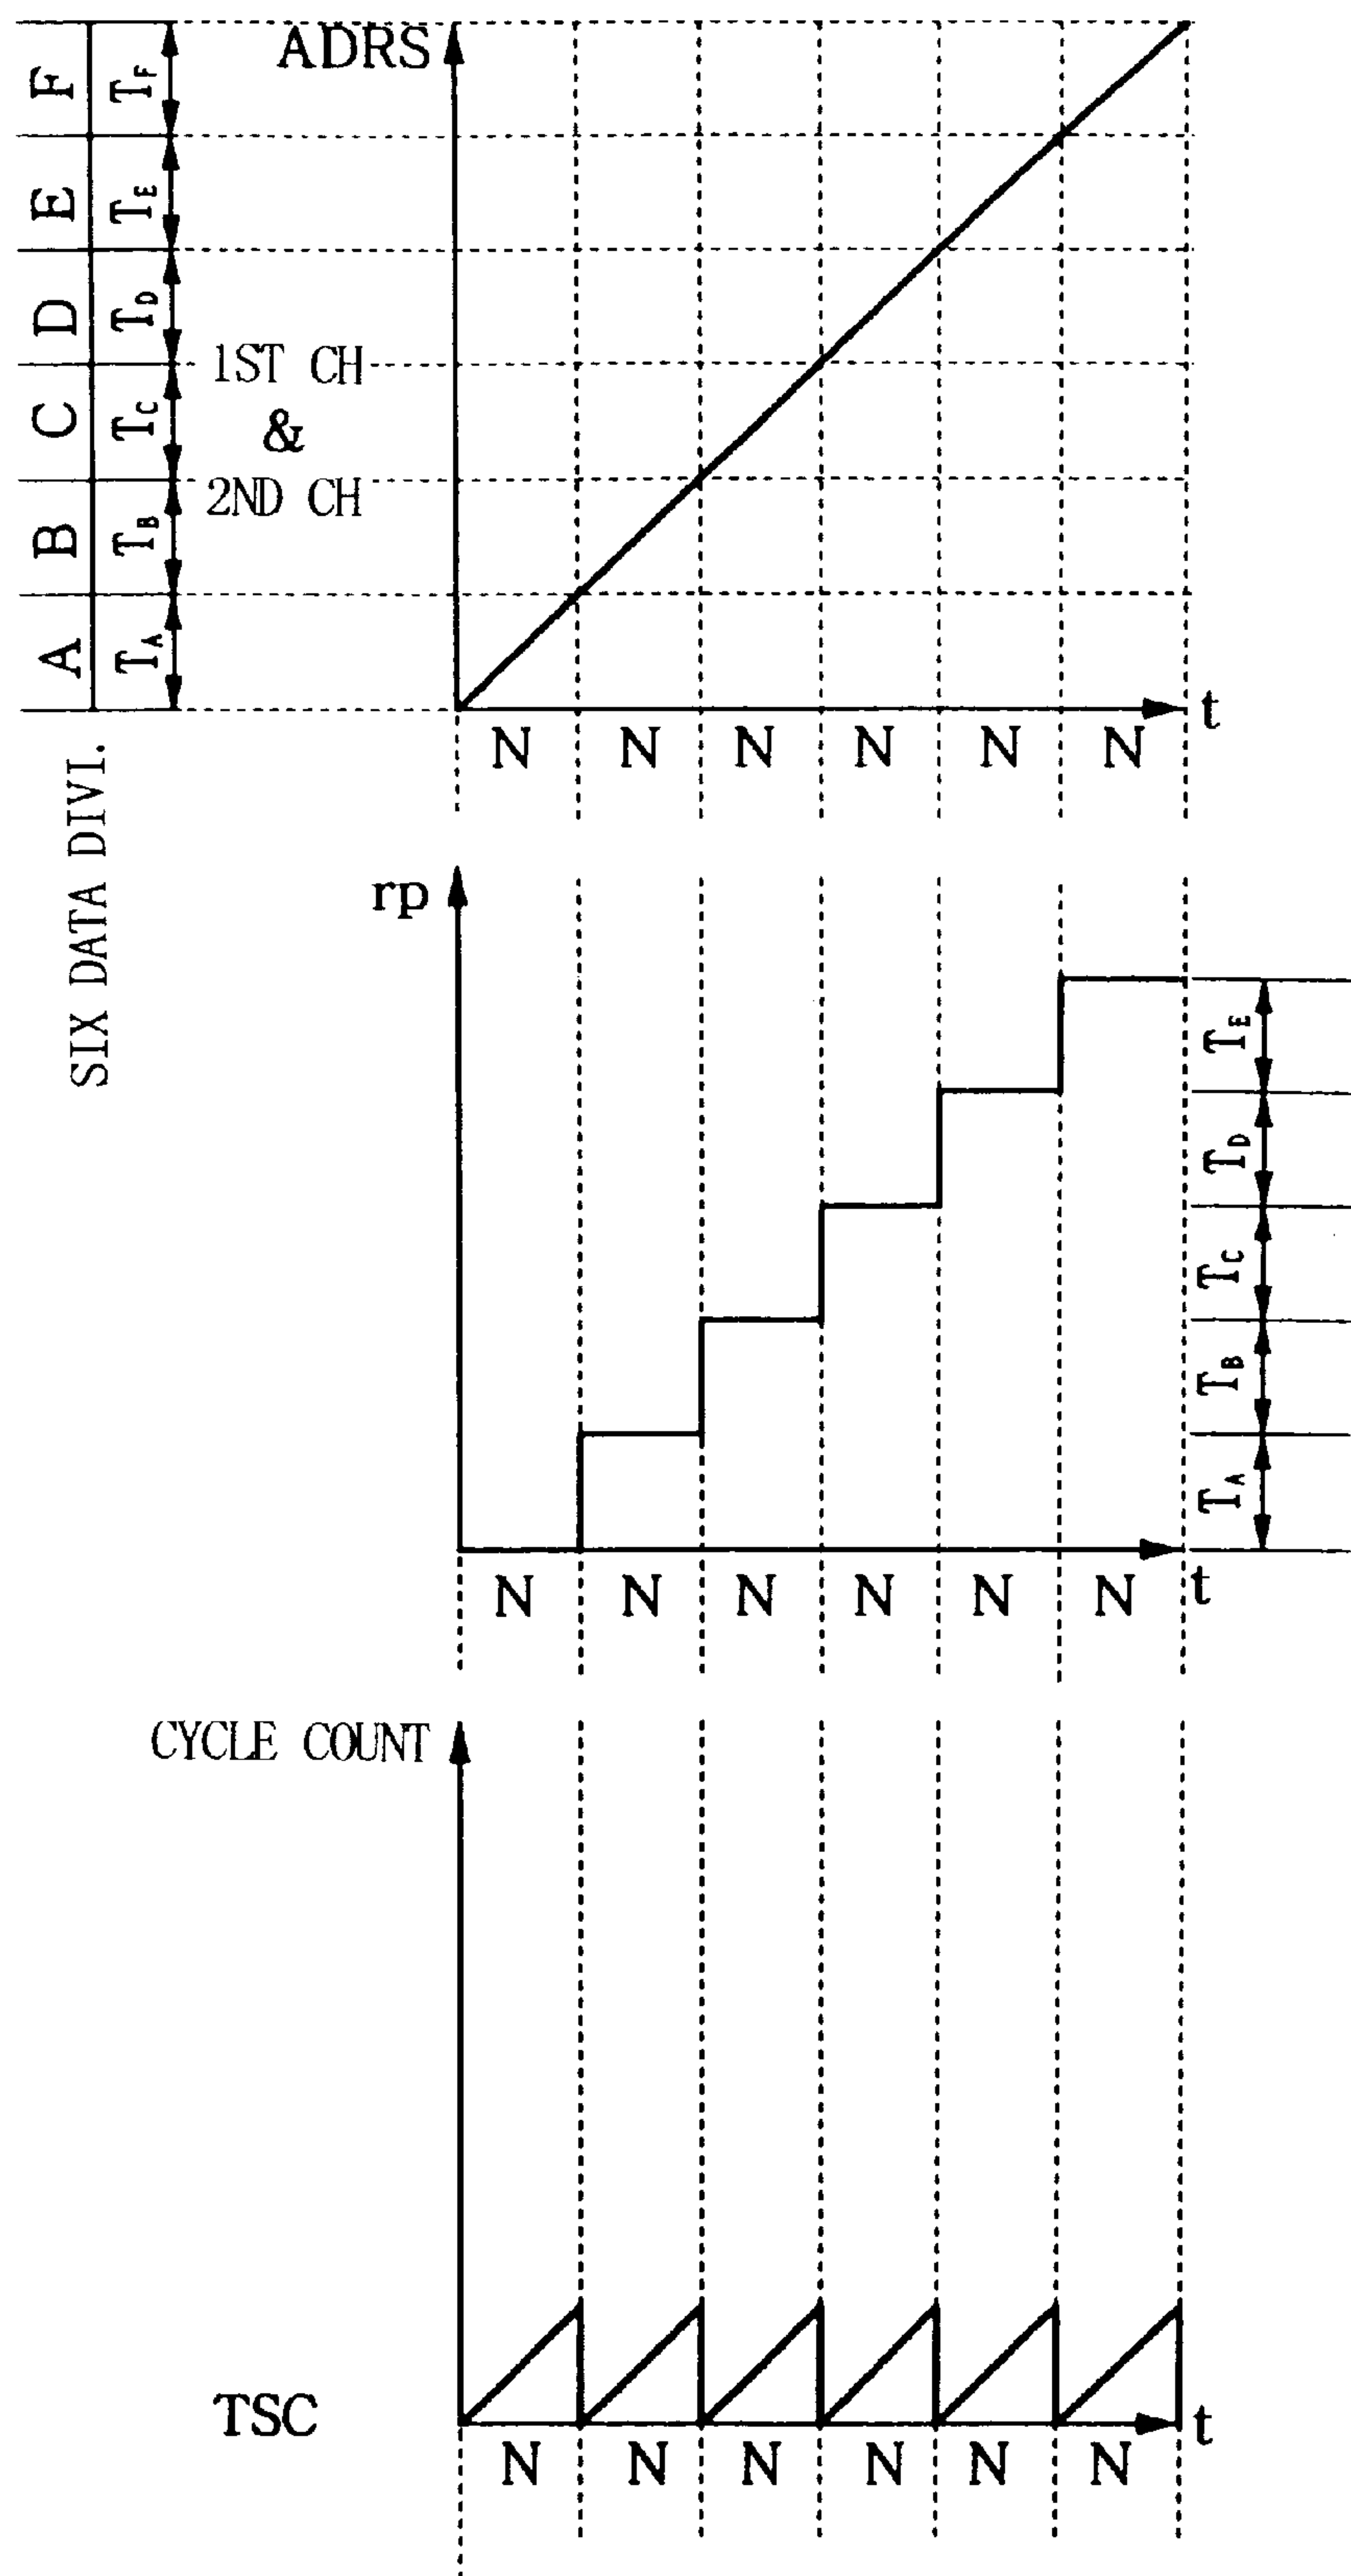 ADRS
F T_F
E T_E
D T_D
C T_C
B T_B
A T_A
1ST CH
&
2ND CH
t
N N N N N N
SIX DATA DIVI.
rp
T_E
T_D
T_C
T_B
T_A
t
N N N N N N
CYCLE COUNT
TSC
t
N N N N N N